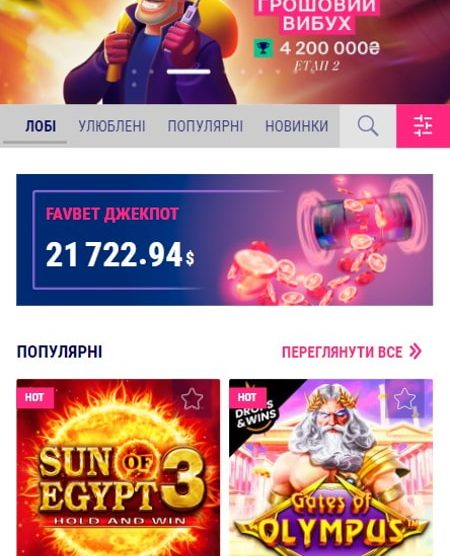 ГРОШОВИЙ
ВИБУХ
4 200 000₴
ЕТАП 2
ЛОБІ УЛЮБЛЕНІ ПОПУЛЯРНІ НОВИНКИ
FAVBET ДЖЕКПОТ
21 722.94$
ПОПУЛЯРНІ ПЕРЕГЛЯНУТИ ВСЕ
HOT
SUN OF
EGYPT 3
HOLD AND WIN
HOT
DROPS
& WINS
Gates of
OLYMPUS™